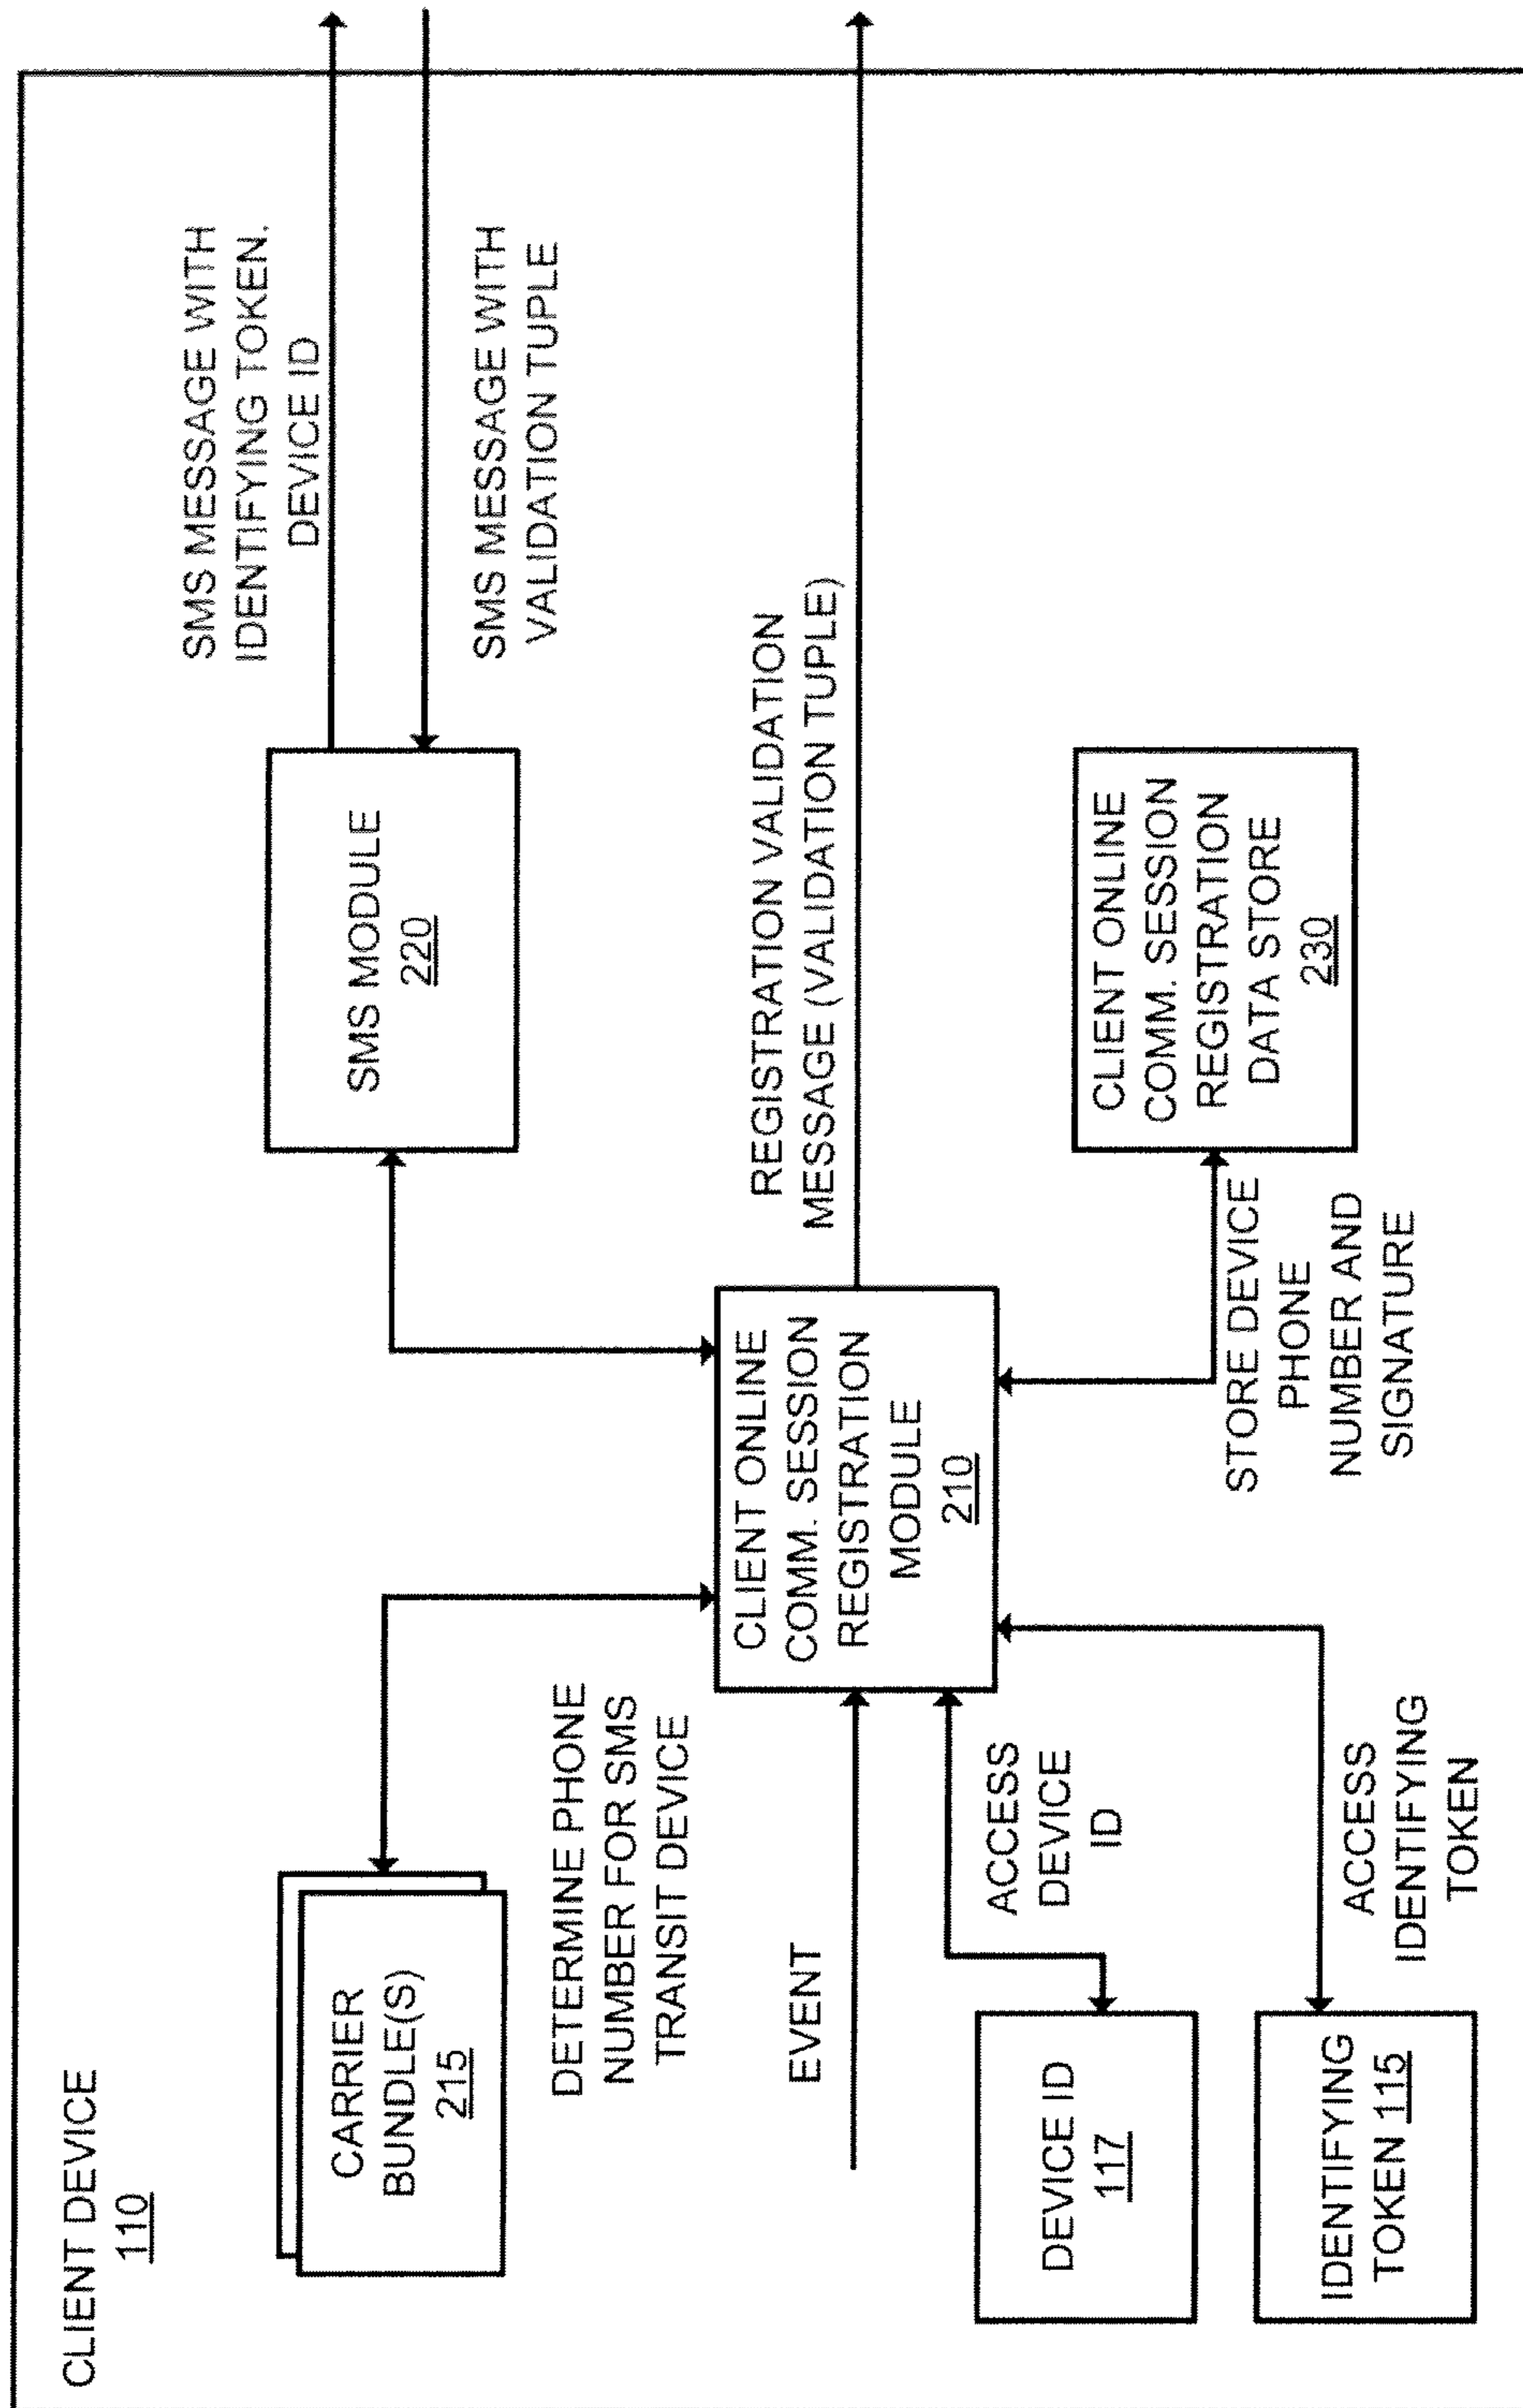 CLIENT DEVICE
110
CARRIER
BUNDLE(S)
215
DETERMINE PHONE
NUMBER FOR SMS
TRANSIT DEVICE
SMS MODULE
220
SMS MESSAGE WITH
IDENTIFYING TOKEN.
DEVICE ID
SMS MESSAGE WITH
VALIDATION TUPLE
EVENT
CLIENT ONLINE
COMM. SESSION
REGISTRATION
MODULE
210
REGISTRATION VALIDATION
MESSAGE (VALIDATION TUPLE)
DEVICE ID
117
ACCESS
DEVICE
ID
IDENTIFYING
TOKEN 115
ACCESS
IDENTIFYING
TOKEN
STORE DEVICE
PHONE
NUMBER AND
SIGNATURE
CLIENT ONLINE
COMM. SESSION
REGISTRATION
DATA STORE
230